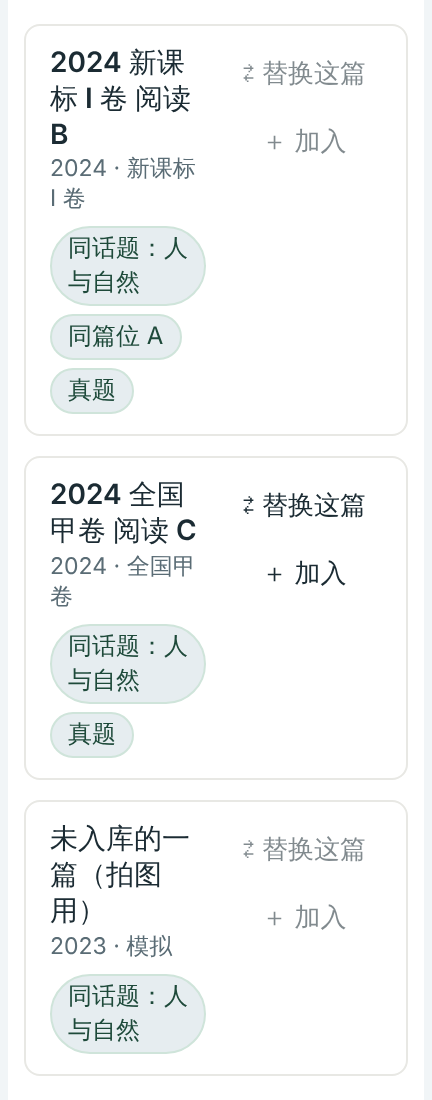 2024 新课
标 I 卷 阅读
B
2024 · 新课标
I 卷
同话题：人
与自然
同篇位 A
真题
⇄ 替换这篇
＋ 加入
2024 全国
甲卷 阅读 C
2024 · 全国甲
卷
同话题：人
与自然
真题
⇄ 替换这篇
＋ 加入
未入库的一
篇（拍图
用）
2023 · 模拟
同话题：人
与自然
⇄ 替换这篇
＋ 加入